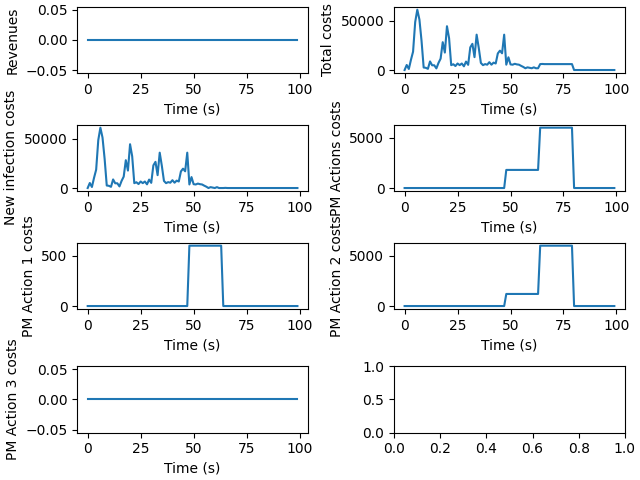 Revenues
0.05
0.00
−0.05
0 25 50 75 100
Time (s)
Total costs
50000
0
0 25 50 75 100
Time (s)
New infection costs
50000
0
0 25 50 75 100
Time (s)
PM Actions costs
5000
0
0 25 50 75 100
Time (s)
PM Action 1 costs
500
0
0 25 50 75 100
Time (s)
PM Action 2 costs
5000
0
0 25 50 75 100
Time (s)
PM Action 3 costs
0.05
0.00
−0.05
0 25 50 75 100
Time (s)
1.0
0.5
0.0
0.0 0.2 0.4 0.6 0.8 1.0